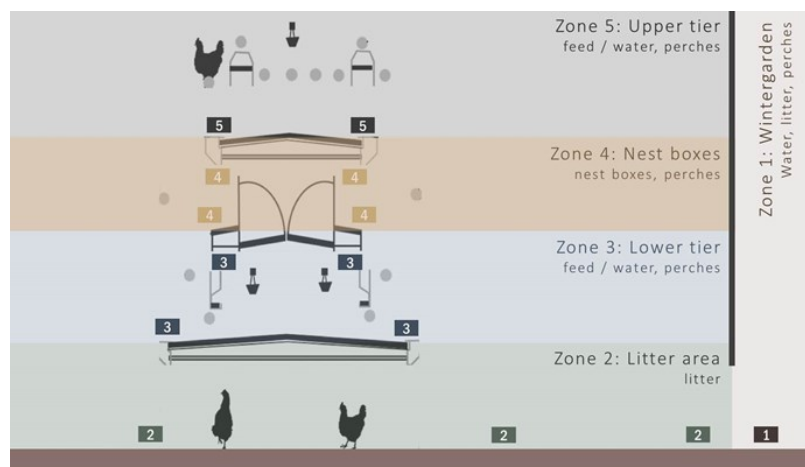 Zone 5: Upper tier
feed / water, perches
5 5
Zone 4: Nest boxes
nest boxes, perches
4 4
4 4
Zone 3: Lower tier
feed / water, perches
3 3
3 3
Zone 2: Litter area
litter
2 2 2 1
Zone 1: Wintergarden
Water, litter, perches